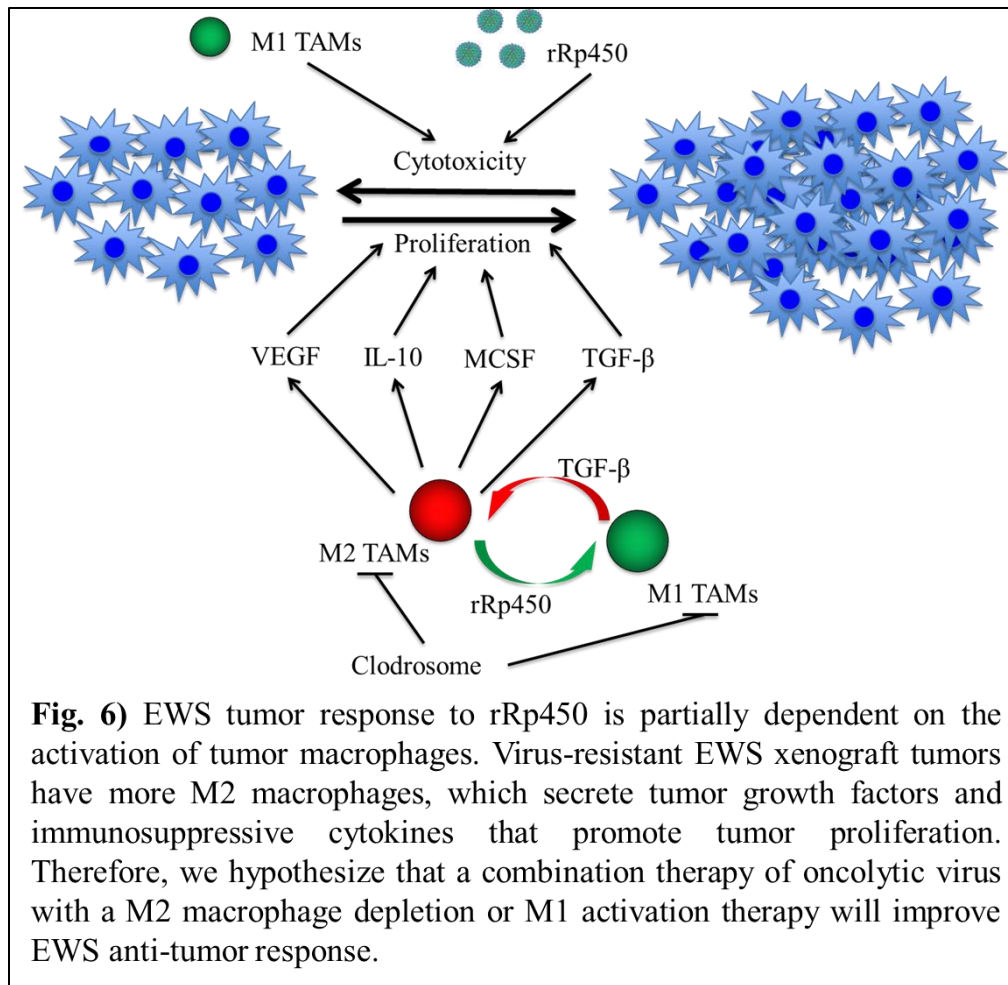 M1 TAMs
rRp450
Cytotoxicity
Proliferation
VEGF
IL-10
MCSF
TGF-β
TGF-β
M2 TAMs
rRp450
M1 TAMs
Clodrosome
Fig. 6) EWS tumor response to rRp450 is partially dependent on the
activation of tumor macrophages. Virus-resistant EWS xenograft tumors
have more M2 macrophages, which secrete tumor growth factors and
immunosuppressive cytokines that promote tumor proliferation.
Therefore, we hypothesize that a combination therapy of oncolytic virus
with a M2 macrophage depletion or M1 activation therapy will improve
EWS anti-tumor response.